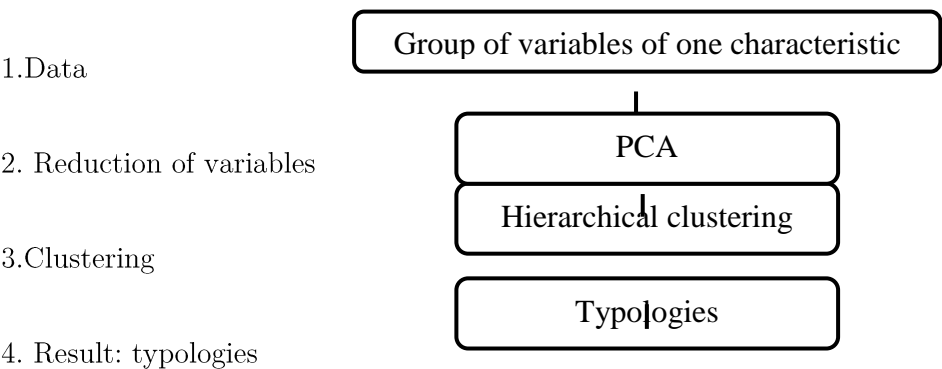 Group of variables of one characteristic
1.Data
PCA
2. Reduction of variables
Hierarchical clustering
3.Clustering
Typologies
4. Result: typologies